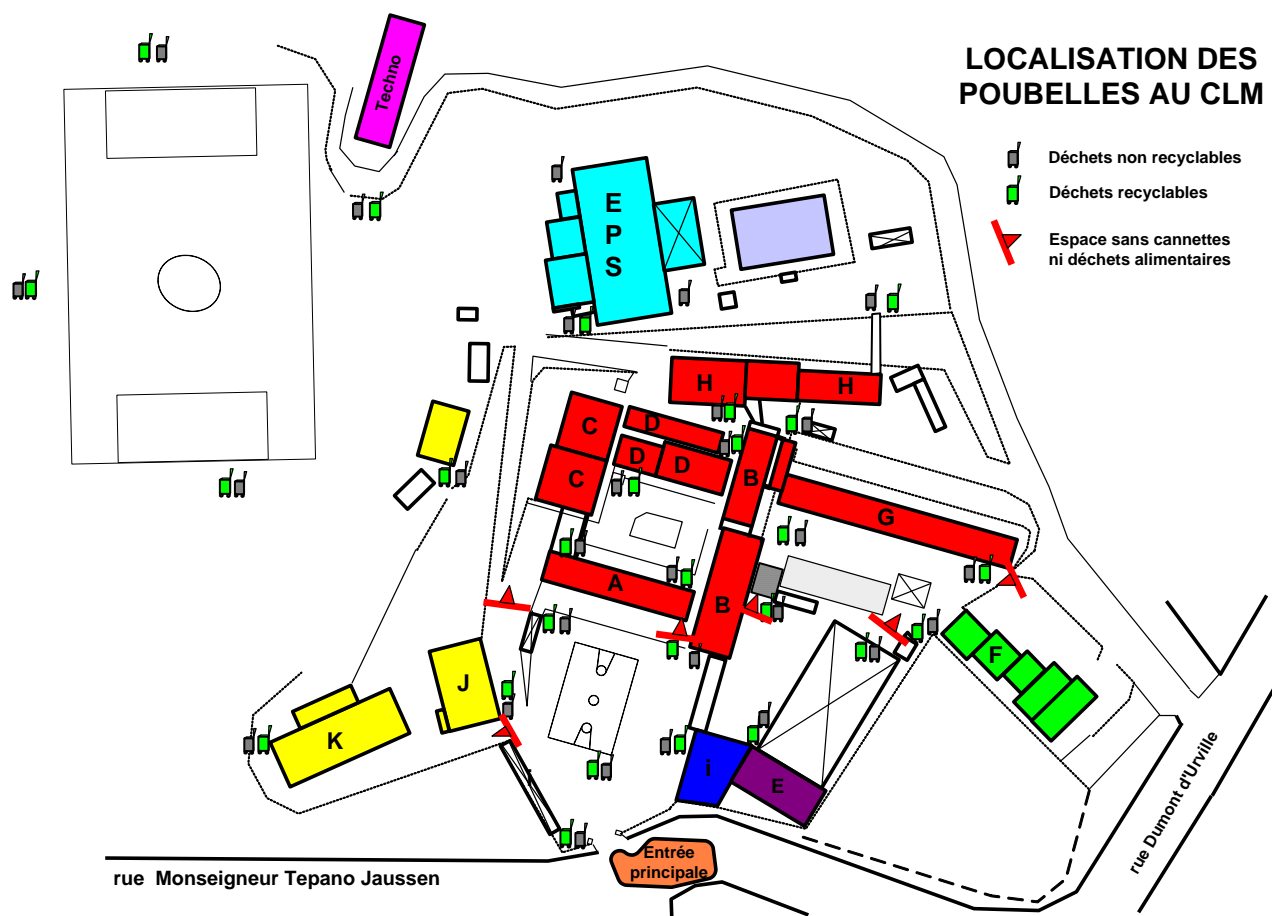 LOCALISATION DES
POUBELLES AU CLM
Déchets non recyclables
Déchets recyclables
Espace sans cannettes
ni déchets alimentaires
Techno
E
P
S
H
H
C
D
D
D
C
B
G
A
B
F
J
K
i
E
Entrée
principale
rue Monseigneur Tepano Jaussen
rue Dumont d'Urville